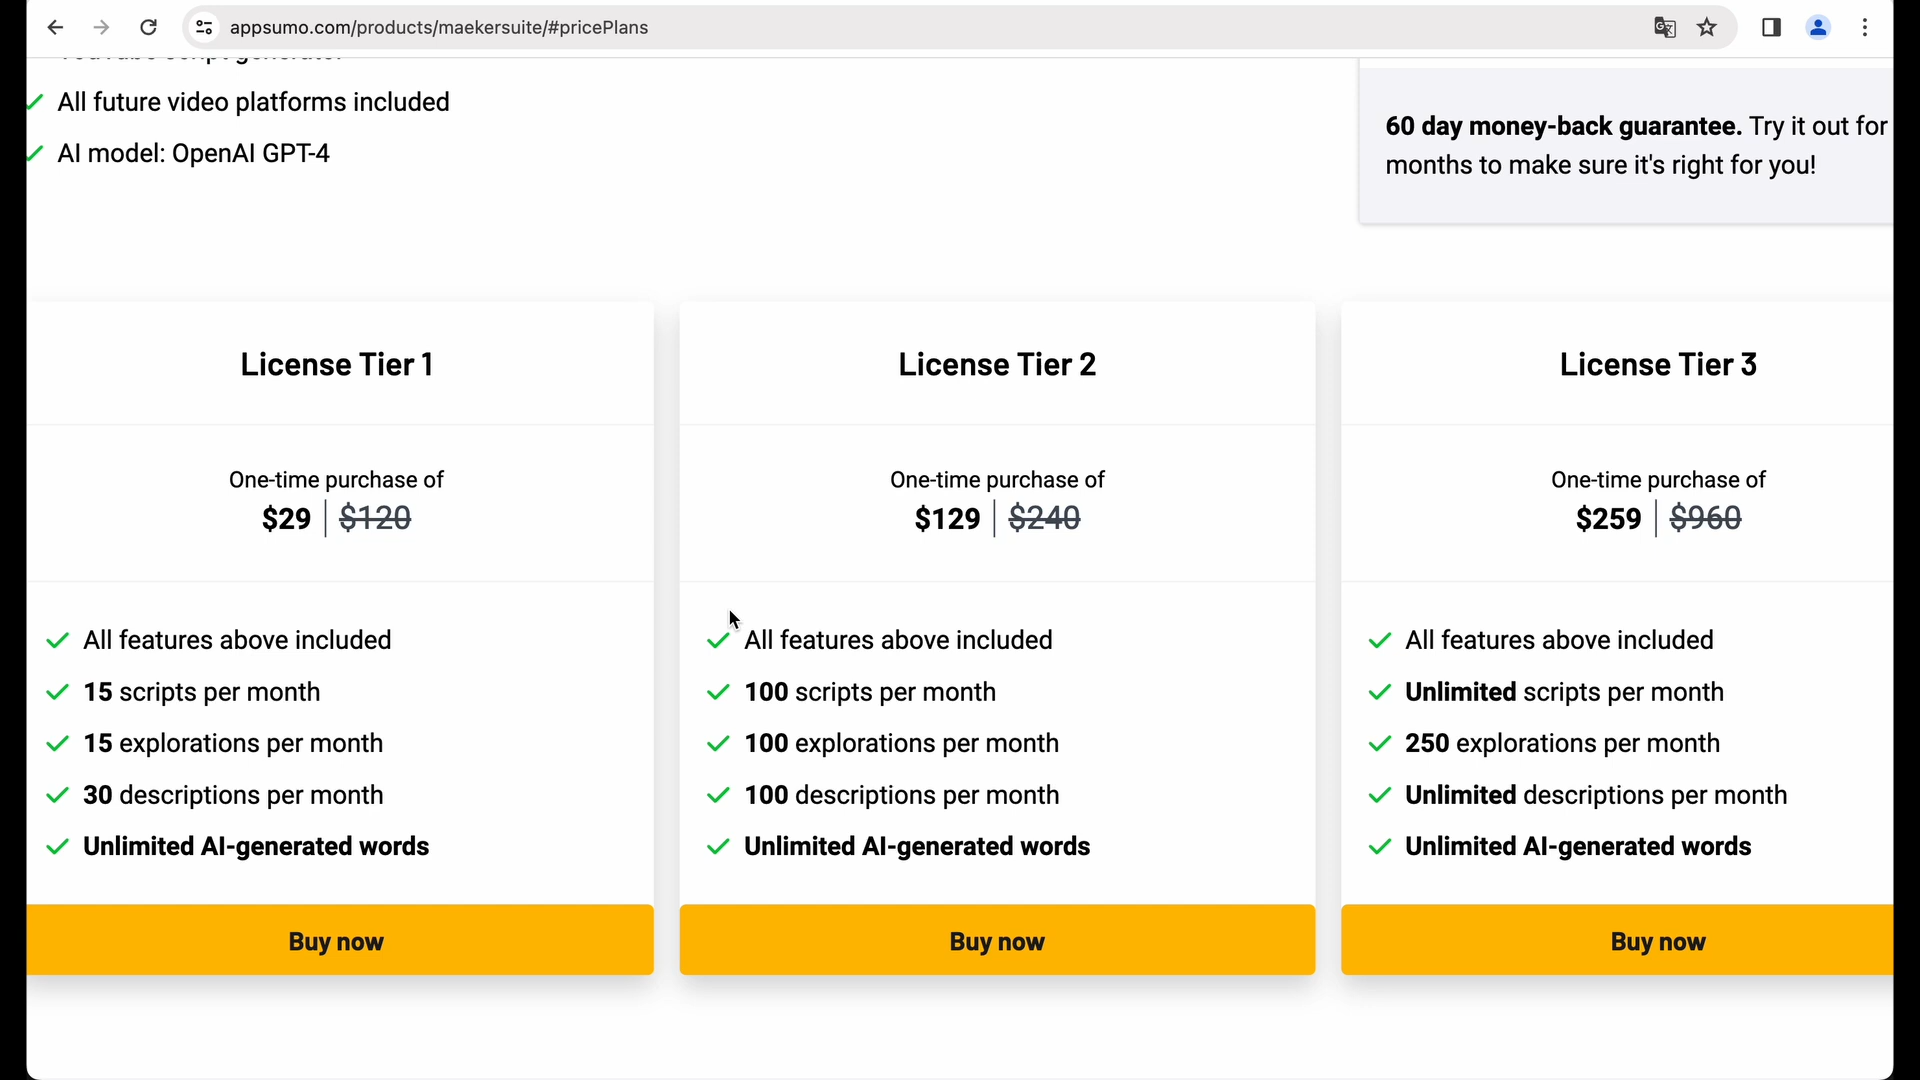 appsumo.com/products/maekersuite/#pricePlans
All future video platforms included
AI model: OpenAI GPT-4
60 day money-back guarantee. Try it out for
months to make sure it's right for you!
License Tier 1
One-time purchase of
$29 | $120
All features above included
15 scripts per month
15 explorations per month
30 descriptions per month
Unlimited AI-generated words
Buy now
License Tier 2
One-time purchase of
$129 | $240
All features above included
100 scripts per month
100 explorations per month
100 descriptions per month
Unlimited AI-generated words
Buy now
License Tier 3
One-time purchase of
$259 | $960
All features above included
Unlimited scripts per month
250 explorations per month
Unlimited descriptions per month
Unlimited AI-generated words
Buy now